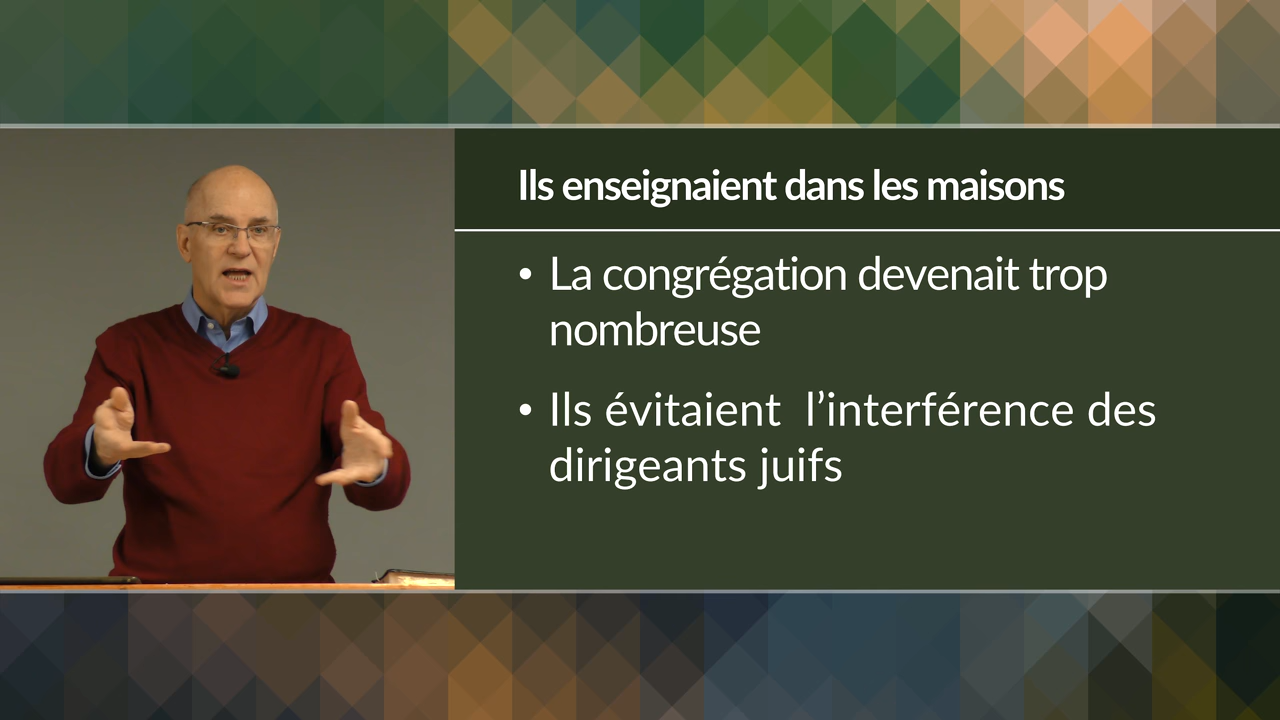 Ils enseignaient dans les maisons
• La congrégation devenait trop
nombreuse
• Ils évitaient  l’interférence des
dirigeants juifs